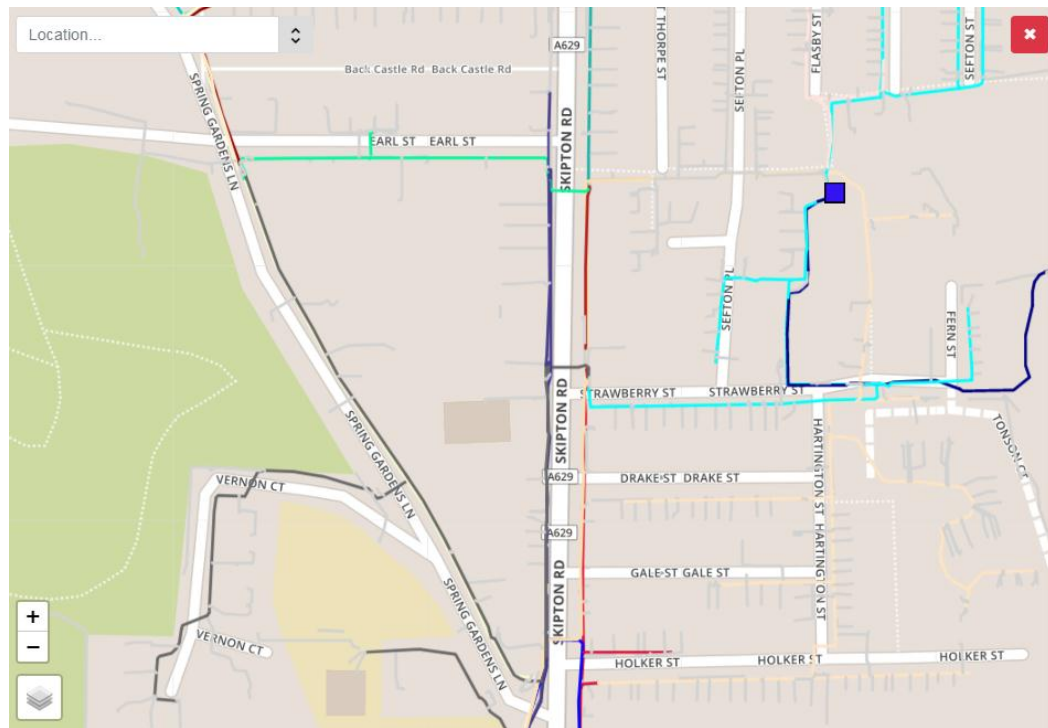 Location...
A629
T THORPE ST
SEFTON PL
FLASBY ST
SEFTON ST
Back Castle Rd Back Castle Rd
SPRING GARDENS LN
EARL ST EARL ST
SKIPTON RD
SEFTON PL
FERN ST
STRAWBERRY ST STRAWBERRY ST
SKIPTON RD
SPRING GARDENS LN
HARTINGTON ST HARTINGTON ST
TONSON CT
A629
DRAKE ST DRAKE ST
VERNON CT
A629
SKIPTON RD
GALE ST GALE ST
SPRING GARDENS LN
VERNON CT
HOLKER ST HOLKER ST HOLKER ST
+
−